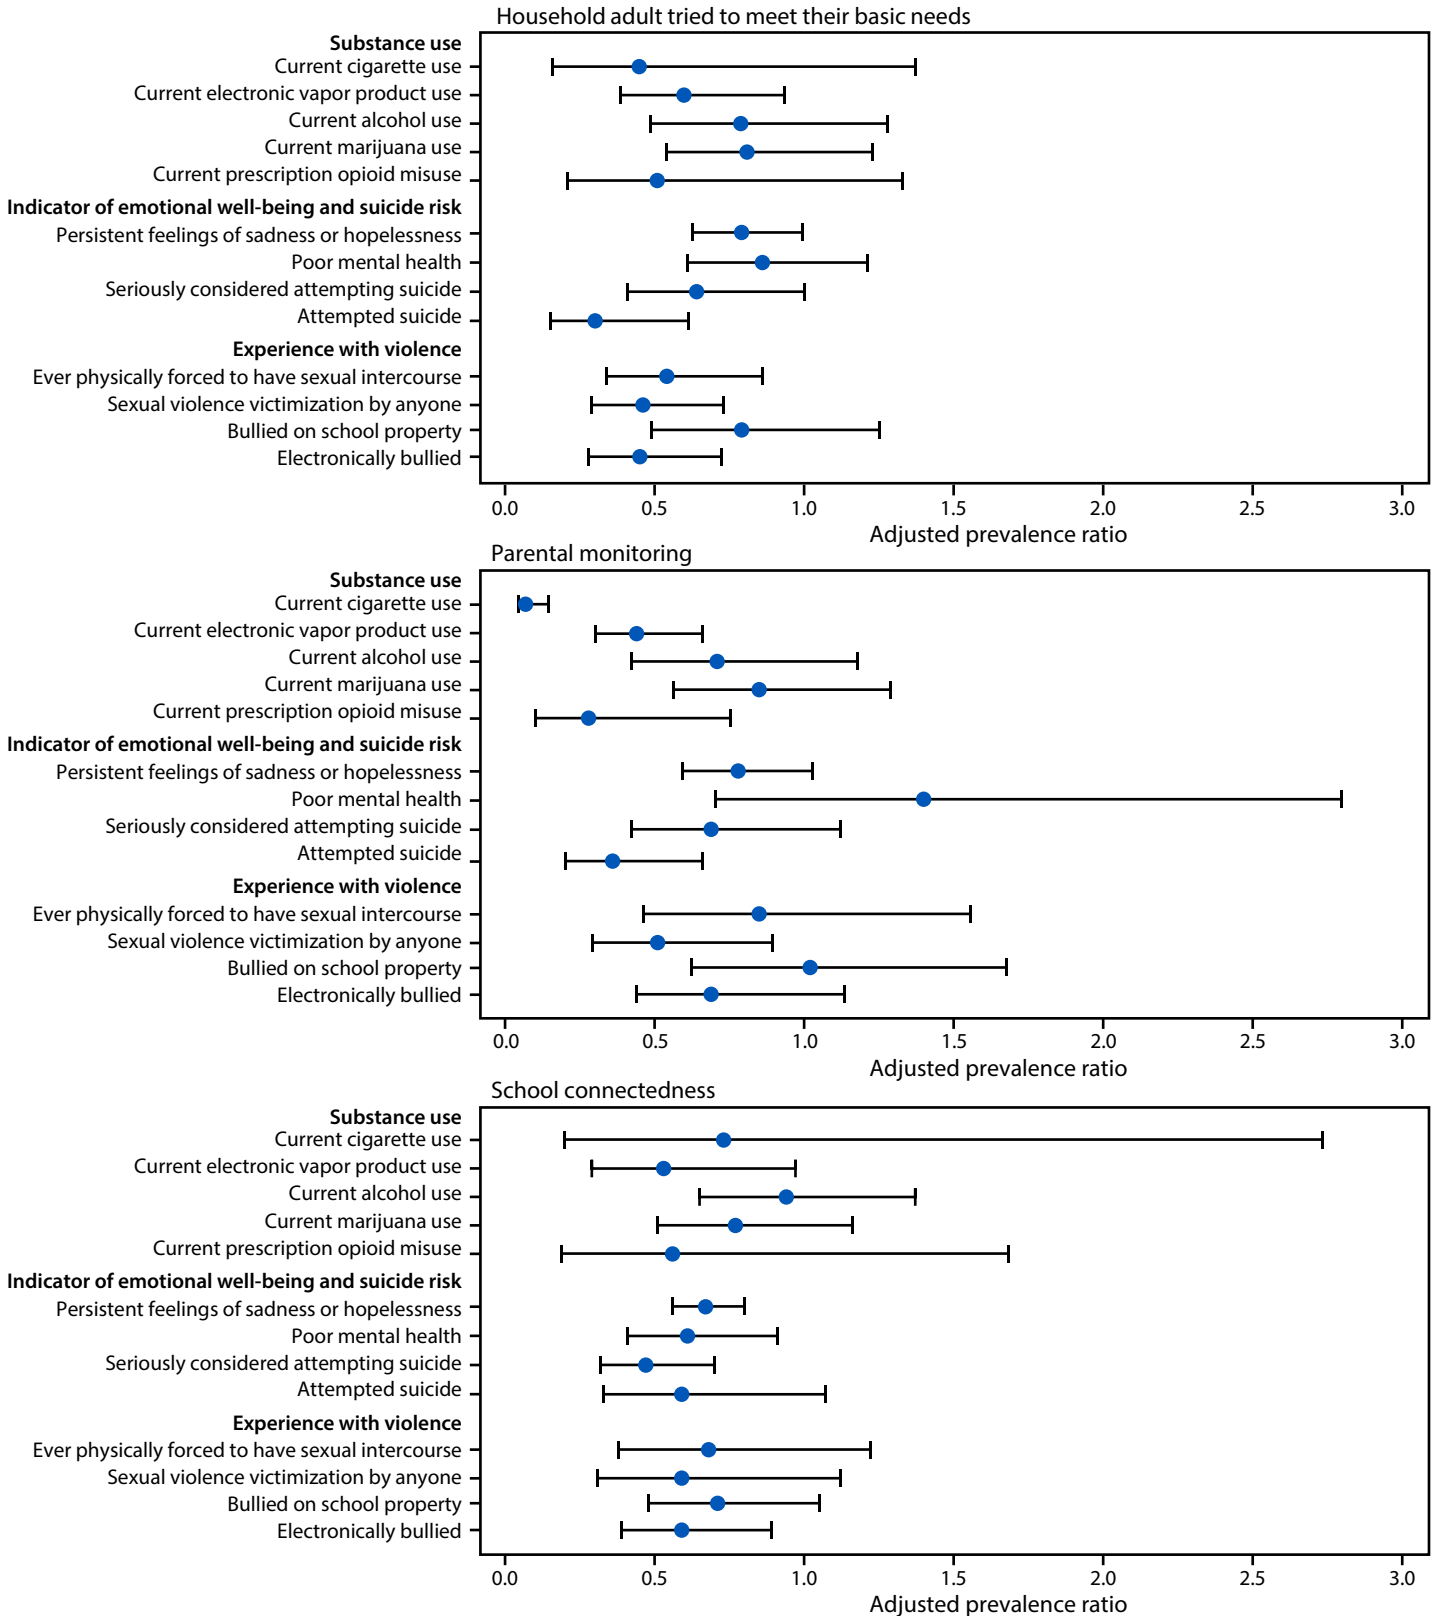 Household adult tried to meet their basic needs
Substance use
Current cigarette use
Current electronic vapor product use
Current alcohol use
Current marijuana use
Current prescription opioid misuse
Indicator of emotional well-being and suicide risk
Persistent feelings of sadness or hopelessness
Poor mental health
Seriously considered attempting suicide
Attempted suicide
Experience with violence
Ever physically forced to have sexual intercourse
Sexual violence victimization by anyone
Bullied on school property
Electronically bullied
0.0 0.5 1.0 1.5 2.0 2.5 3.0
Adjusted prevalence ratio
Parental monitoring
Substance use
Current cigarette use
Current electronic vapor product use
Current alcohol use
Current marijuana use
Current prescription opioid misuse
Indicator of emotional well-being and suicide risk
Persistent feelings of sadness or hopelessness
Poor mental health
Seriously considered attempting suicide
Attempted suicide
Experience with violence
Ever physically forced to have sexual intercourse
Sexual violence victimization by anyone
Bullied on school property
Electronically bullied
0.0 0.5 1.0 1.5 2.0 2.5 3.0
Adjusted prevalence ratio
School connectedness
Substance use
Current cigarette use
Current electronic vapor product use
Current alcohol use
Current marijuana use
Current prescription opioid misuse
Indicator of emotional well-being and suicide risk
Persistent feelings of sadness or hopelessness
Poor mental health
Seriously considered attempting suicide
Attempted suicide
Experience with violence
Ever physically forced to have sexual intercourse
Sexual violence victimization by anyone
Bullied on school property
Electronically bullied
0.0 0.5 1.0 1.5 2.0 2.5 3.0
Adjusted prevalence ratio